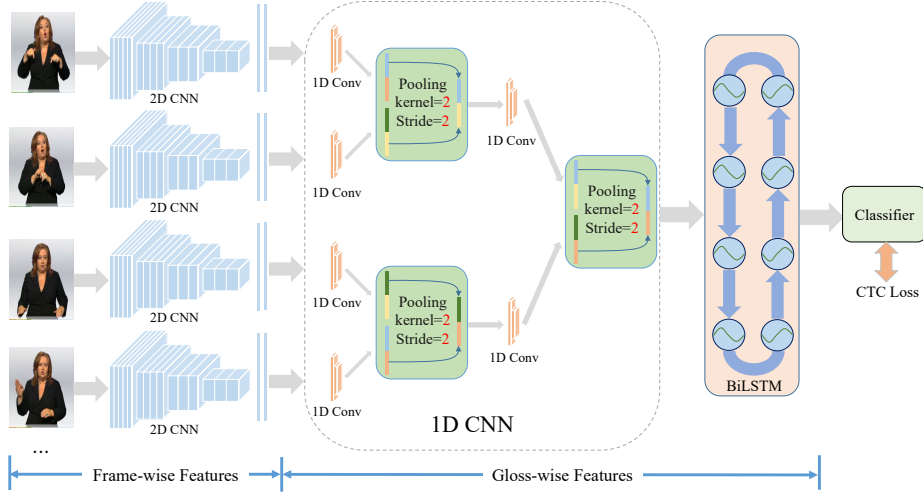 2D CNN
1D Conv
Pooling
kernel=2
Stride=2
1D Conv
2D CNN
1D Conv
Pooling
kernel=2
Stride=2
Classifier
2D CNN
1D Conv
Pooling
kernel=2
Stride=2
CTC Loss
1D Conv
BiLSTM
2D CNN
1D Conv
1D CNN
...
Frame-wise Features
Gloss-wise Features